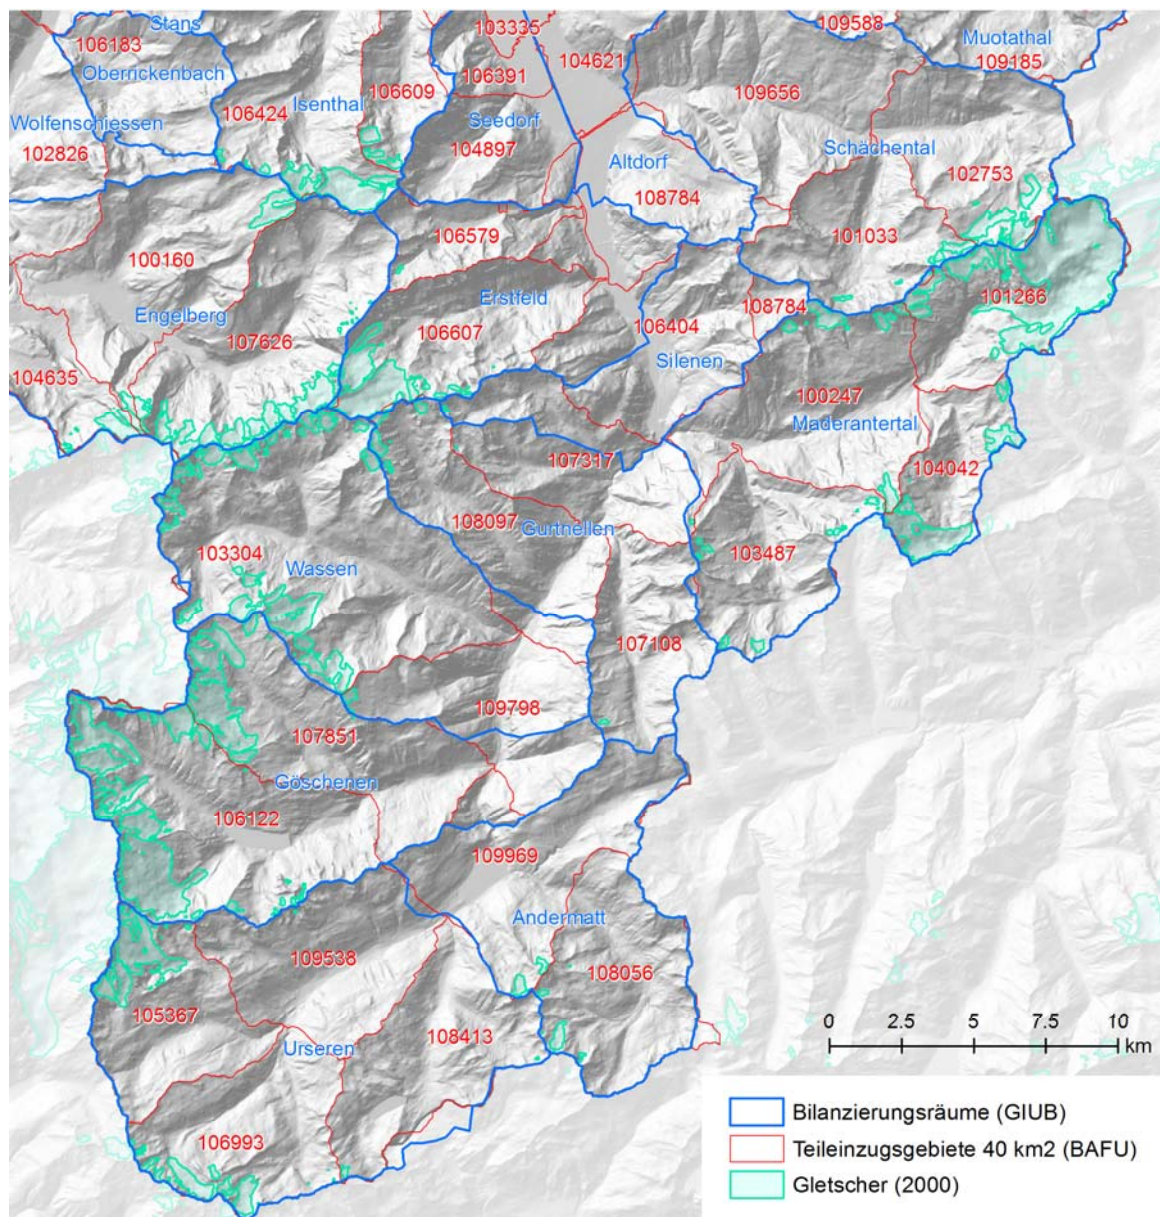 Stans
103335
109588
106183
Muotathal
104621
109185
Oberrickenbach
106391
106609
109656
106424
Isenthal
Seedorf
Wolfenschiessen
104897
Schächental
102826
Altdorf
102753
108784
106579
101033
100160
Erstfeld
101266
Engelberg
108784
107626
106607
106404
104635
Silenen
100247
Maderantertal
107317
104042
108097
Gurtnellen
103304
103487
Wassen
107108
109798
107851
Göschenen
106122
109969
Andermatt
109538
108056
105367
108413
Urseren
106993
0 2.5 5 7.5 10
km
Bilanzierungsräume (GIUB)
Teileinzugsgebiete 40 km2 (BAFU)
Gletscher (2000)